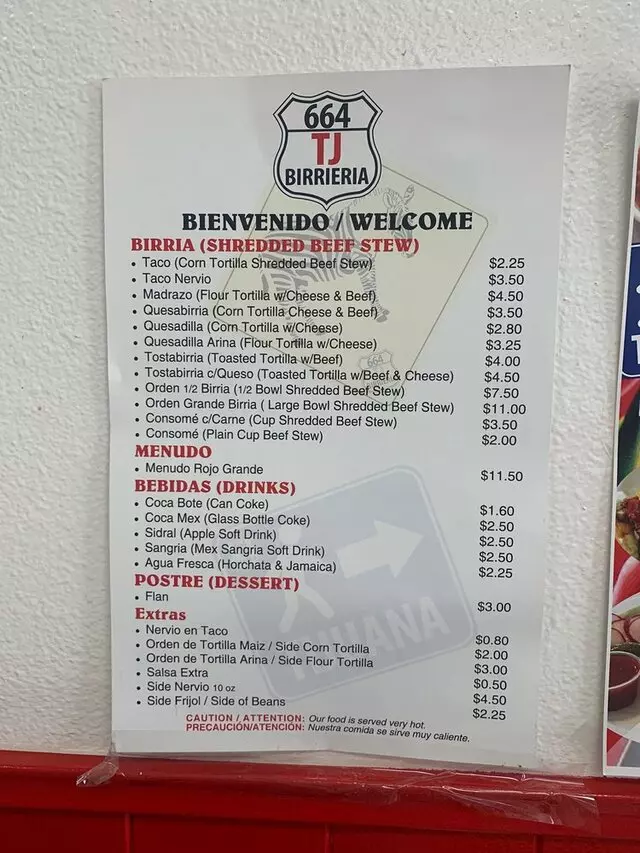 664
TJ
BIRRIERIA
BIENVENIDO / WELCOME
BIRRIA (SHREDDED BEEF STEW)
• Taco (Corn Tortilla Shredded Beef Stew) $2.25
• Taco Nervio $3.50
• Madrazo (Flour Tortilla w/Cheese & Beef) $4.50
• Quesabirria (Corn Tortilla Cheese & Beef) $3.50
• Quesadilla (Corn Tortilla w/Cheese) $2.80
• Quesadilla Arina (Flour Tortilla w/Cheese) $3.25
• Tostabirria (Toasted Tortilla w/Beef) $4.00
• Tostabirria c/Queso (Toasted Tortilla w/Beef & Cheese) $4.50
• Orden 1/2 Birria (1/2 Bowl Shredded Beef Stew) $7.50
• Orden Grande Birria ( Large Bowl Shredded Beef Stew) $11.00
• Consomé c/Carne (Cup Shredded Beef Stew) $3.50
• Consomé (Plain Cup Beef Stew) $2.00
MENUDO
• Menudo Rojo Grande $11.50
BEBIDAS (DRINKS)
• Coca Bote (Can Coke) $1.60
• Coca Mex (Glass Bottle Coke) $2.50
• Sidral (Apple Soft Drink) $2.50
• Sangria (Mex Sangria Soft Drink) $2.50
• Agua Fresca (Horchata & Jamaica) $2.25
POSTRE (DESSERT)
• Flan $3.00
Extras
• Nervio en Taco $0.80
• Orden de Tortilla Maiz / Side Corn Tortilla $2.00
• Orden de Tortilla Arina / Side Flour Tortilla $3.00
• Salsa Extra $0.50
• Side Nervio 10 oz $4.50
• Side Frijol / Side of Beans $2.25
CAUTION / ATTENTION: Our food is served very hot.
PRECAUCIÓN/ATENCIÓN: Nuestra comida se sirve muy caliente.
664
TIJUANA